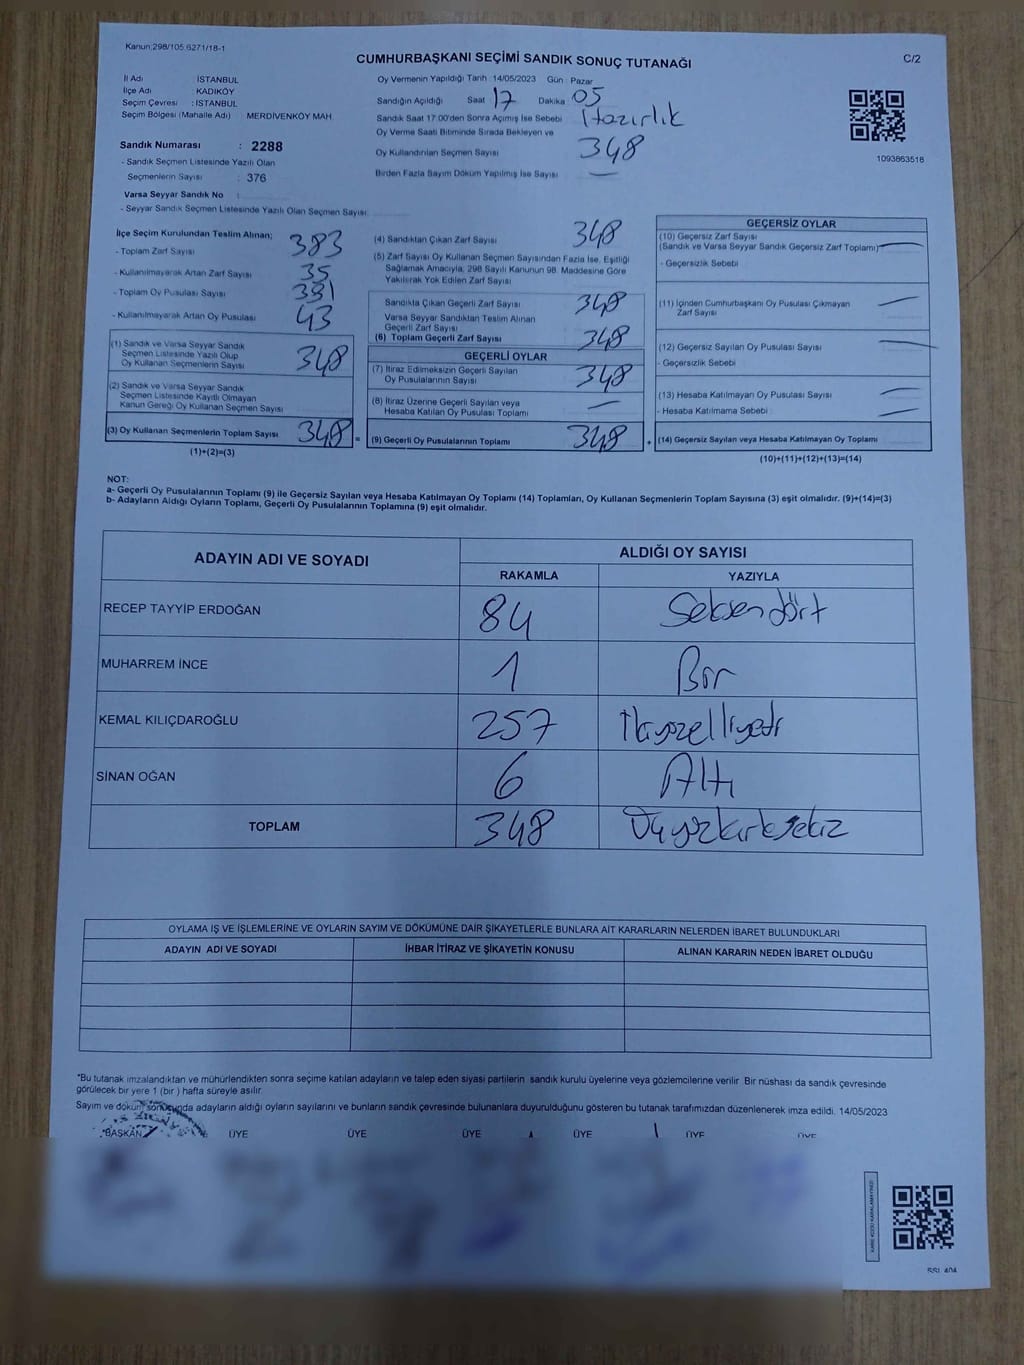 Kanun:298/105,6271/18-1
CUMHURBAŞKANI SEÇİMİ SANDIK SONUÇ TUTANAĞI
C/2
İl Adı İSTANBUL
İlçe Adı KADIKÖY
Seçim Çevresi : İSTANBUL
Seçim Bölgesi (Mahalle Adı) MERDİVENKÖY MAH.
Sandık Numarası : 2288
- Sandık Seçmen Listesinde Yazılı Olan
Seçmenlerin Sayısı : 376
Varsa Seyyar Sandık No :
- Seyyar Sandık Seçmen Listesinde Yazılı Olan Seçmen Sayısı
Oy Vermenin Yapıldığı Tarih 14/05/2023 Gün Pazar
Sandığın Açıldığı Saat 17 Dakika 05
Sandık Saat 17:00'den Sonra Açılmış İse Sebebi Hazırlık
Oy Verme Saati Bitiminde Sırada Bekleyen ve
Oy Kullandırılan Seçmen Sayısı 348
Birden Fazla Sayım Döküm Yapılmış İse Sayısı —
1093863516
İlçe Seçim Kurulundan Teslim Alınan;
- Toplam Zarf Sayısı 383
- Kullanılmayarak Artan Zarf Sayısı 35
- Toplam Oy Pusulası Sayısı 391
- Kullanılmayarak Artan Oy Pusulası 43
(1) Sandık ve Varsa Seyyar Sandık
Seçmen Listesinde Yazılı Olup
Oy Kullanan Seçmenlerin Sayısı 348
(2) Sandık ve Varsa Seyyar Sandık
Seçmen Listesinde Kayıtlı Olmayan
Kanun Gereği Oy Kullanan Seçmen Sayısı
(3) Oy Kullanan Seçmenlerin Toplam Sayısı 348 =
(1)+(2)=(3)
(4) Sandıktan Çıkan Zarf Sayısı 348
(5) Zarf Sayısı Oy Kullanan Seçmen Sayısından Fazla İse, Eşitliği
Sağlamak Amacıyla, 298 Sayılı Kanunun 98. Maddesine Göre
Yakılarak Yok Edilen Zarf Sayısı
Sandıkta Çıkan Geçerli Zarf Sayısı 348
Varsa Seyyar Sandıktan Teslim Alınan
Geçerli Zarf Sayısı
(6) Toplam Geçerli Zarf Sayısı 348
GEÇERLİ OYLAR
(7) İtiraz Edilmeksizin Geçerli Sayılan
Oy Pusulalarının Sayısı 348
(8) İtiraz Üzerine Geçerli Sayılan veya
Hesaba Katılan Oy Pusulası Toplamı —
(9) Geçerli Oy Pusulalarının Toplamı 348 +
GEÇERSİZ OYLAR
(10) Geçersiz Zarf Sayısı
(Sandık ve Varsa Seyyar Sandık Geçersiz Zarf Toplamı) —
- Geçersizlik Sebebi
(11) İçinden Cumhurbaşkanı Oy Pusulası Çıkmayan
Zarf Sayısı —
(12) Geçersiz Sayılan Oy Pusulası Sayısı —
- Geçersizlik Sebebi
(13) Hesaba Katılmayan Oy Pusulası Sayısı —
- Hesaba Katılmama Sebebi —
(14) Geçersiz Sayılan veya Hesaba Katılmayan Oy Toplamı
(10)+(11)+(12)+(13)=(14)
NOT:
a- Geçerli Oy Pusulalarının Toplamı (9) ile Geçersiz Sayılan veya Hesaba Katılmayan Oy Toplamı (14) Toplamları, Oy Kullanan Seçmenlerin Toplam Sayısına (3) eşit olmalıdır. (9)+(14)=(3)
b- Adayların Aldığı Oyların Toplamı, Geçerli Oy Pusulalarının Toplamına (9) eşit olmalıdır.
ADAYIN ADI VE SOYADI
ALDIĞI OY SAYISI
RAKAMLA YAZIYLA
RECEP TAYYİP ERDOĞAN 84 Seksendört
MUHARREM İNCE 1 Bir
KEMAL KILIÇDAROĞLU 257 İkiyüzelliyedi
SİNAN OĞAN 6 Altı
TOPLAM 348 Üçyüzkırksekiz
OYLAMA İŞ VE İŞLEMLERİNE VE OYLARIN SAYIM VE DÖKÜMÜNE DAİR ŞİKAYETLERLE BUNLARA AİT KARARLARIN NELERDEN İBARET BULUNDUKLARI
ADAYIN ADI VE SOYADI İHBAR İTİRAZ VE ŞİKAYETİN KONUSU ALINAN KARARIN NEDEN İBARET OLDUĞU
*Bu tutanak imzalandıktan ve mühürlendikten sonra seçime katılan adayların ve talep eden siyasi partilerin sandık kurulu üyelerine veya gözlemcilerine verilir. Bir nüshası da sandık çevresinde
görülecek bir yere 1 (bir) hafta süreyle asılır.
Sayım ve döküm sonucunda adayların aldığı oyların sayılarını ve bunların sandık çevresinde bulunanlara duyurulduğunu gösteren bu tutanak tarafımızdan düzenlenerek imza edildi. 14/05/2023
BAŞKAN ÜYE ÜYE ÜYE ÜYE ÜYE ÜYE